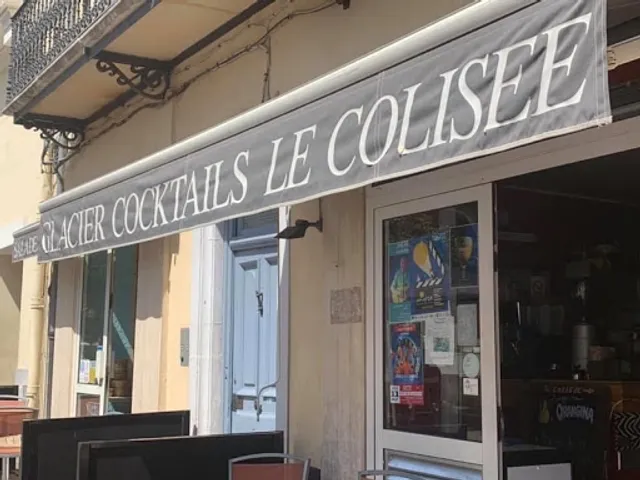 GLACIER COCKTAILS LE COLISEE
ORANGINA